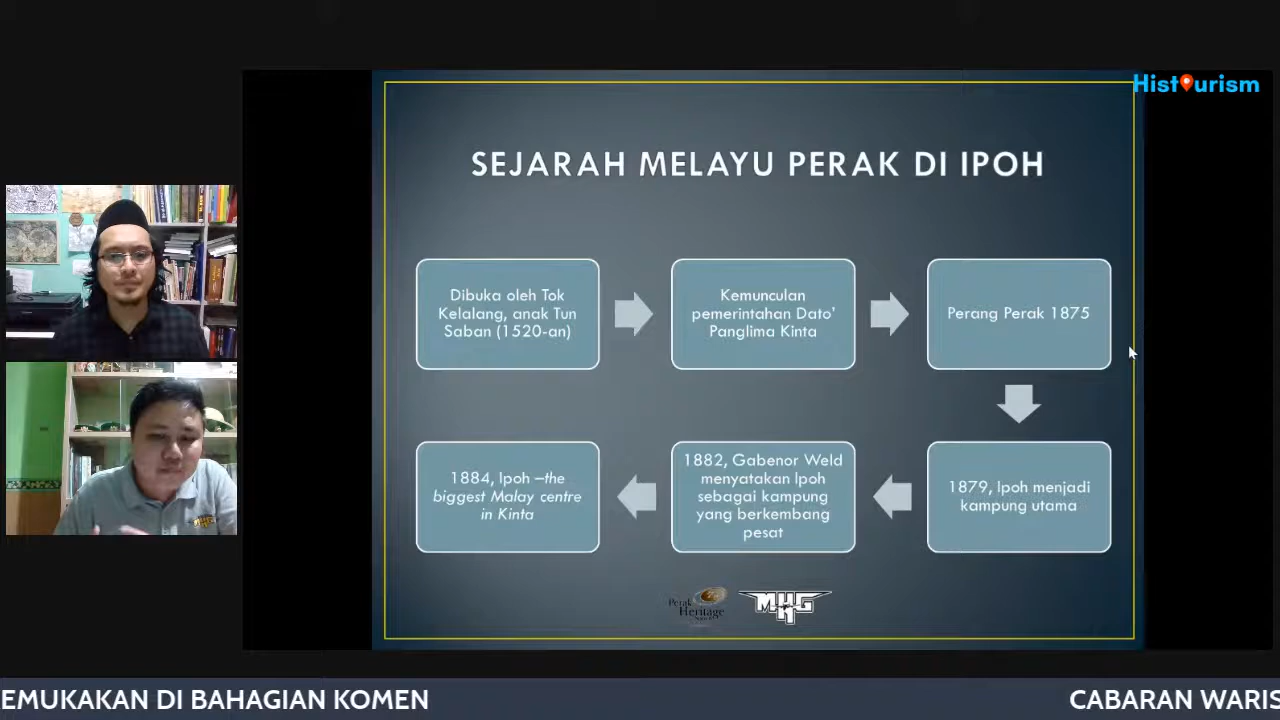 Histourism
SEJARAH MELAYU PERAK DI IPOH
Dibuka oleh Tok
Kelalang, anak Tun
Saban (1520-an)
Kemunculan
pemerintahan Dato’
Panglima Kinta
Perang Perak 1875
1879, Ipoh menjadi
kampung utama
1882, Gabenor Weld
menyatakan Ipoh
sebagai kampung
yang berkembang
pesat
1884, Ipoh –the
biggest Malay centre
in Kinta
Perak
Heritage
MHG
EMUKAKAN DI BAHAGIAN KOMEN
CABARAN WARIS